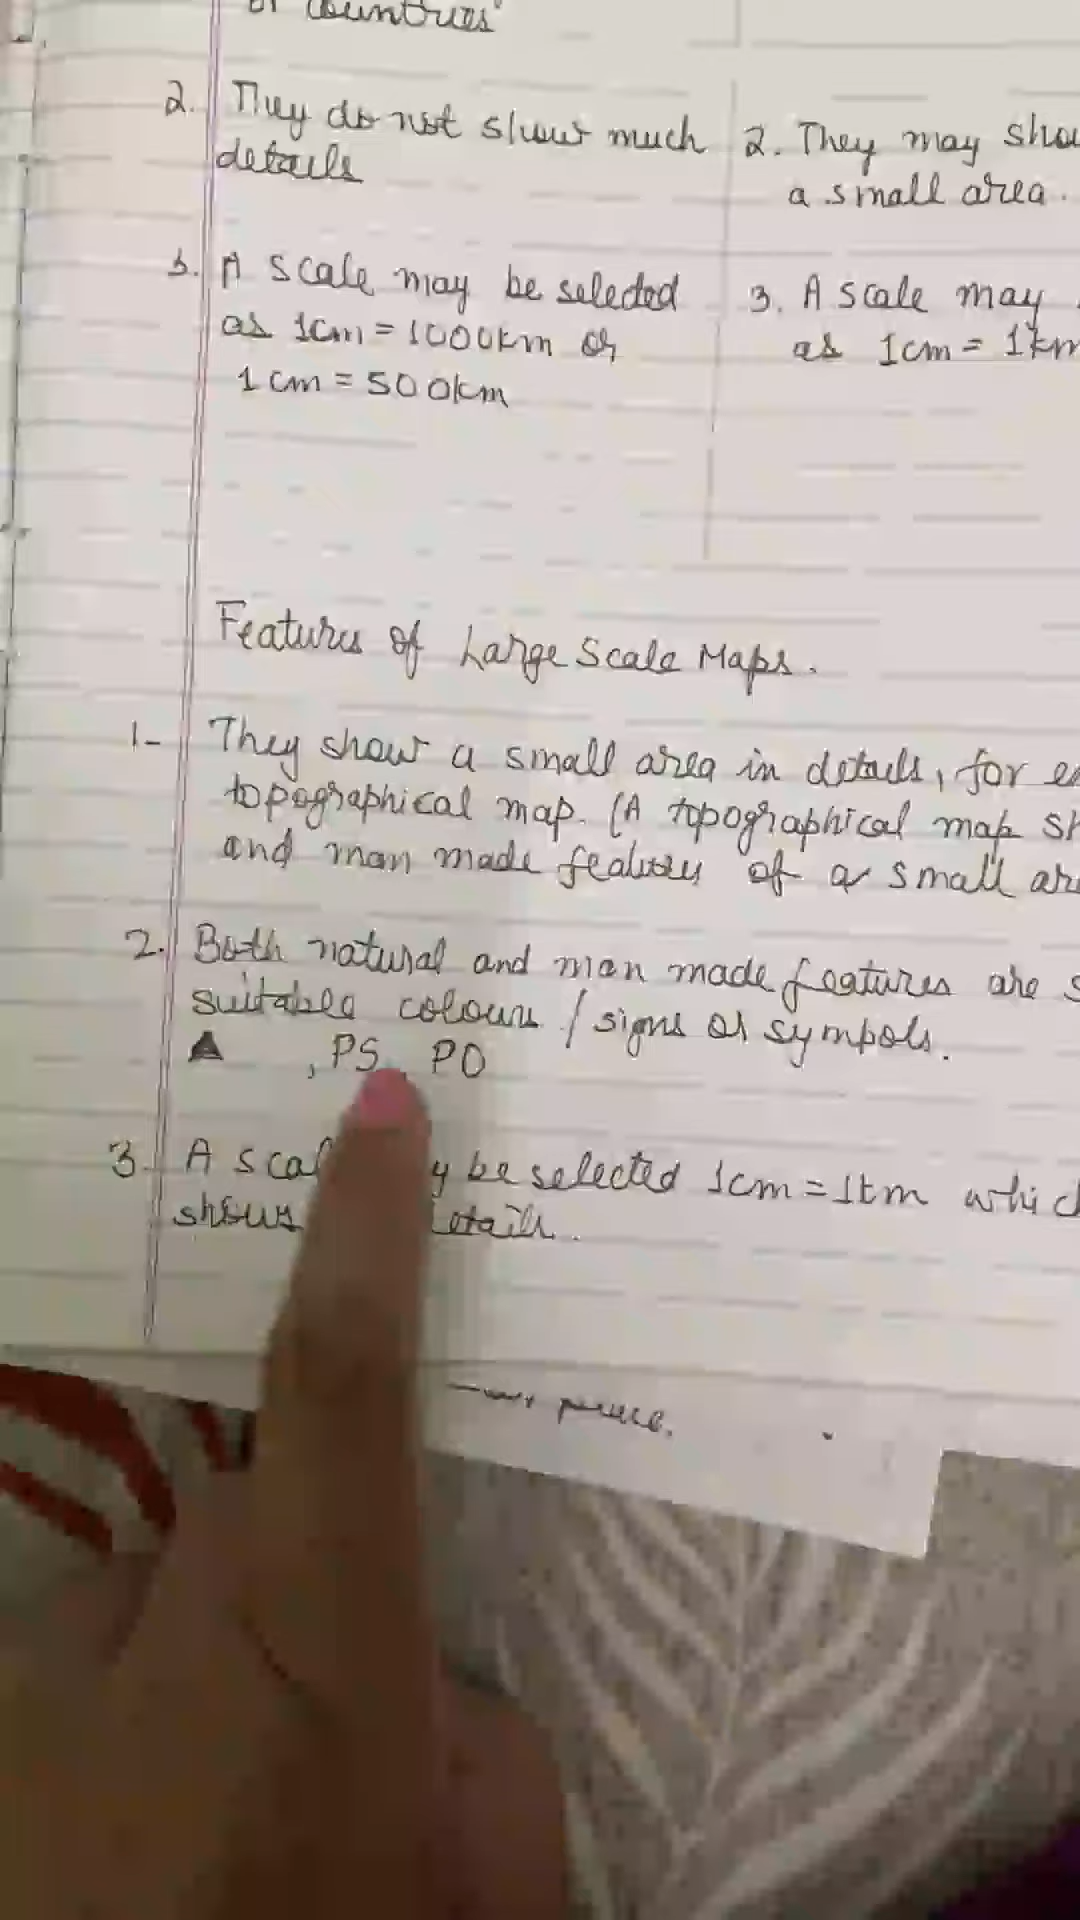 of countries
2. They do not show much
details
2. They may
a small area.
3. A scale may be selected
as 1cm = 1000km or
1 cm = 500km
3. A scale may
as 1cm = 1km
Features of Large Scale Maps.
1- They show a small area in details, for
topographical map. (A topographical map
and man made features of a small
2. Both natural and man made features are
suitable colours / signs or symbols.
, PS, PO
3. A be selected 1cm = 1km
shows